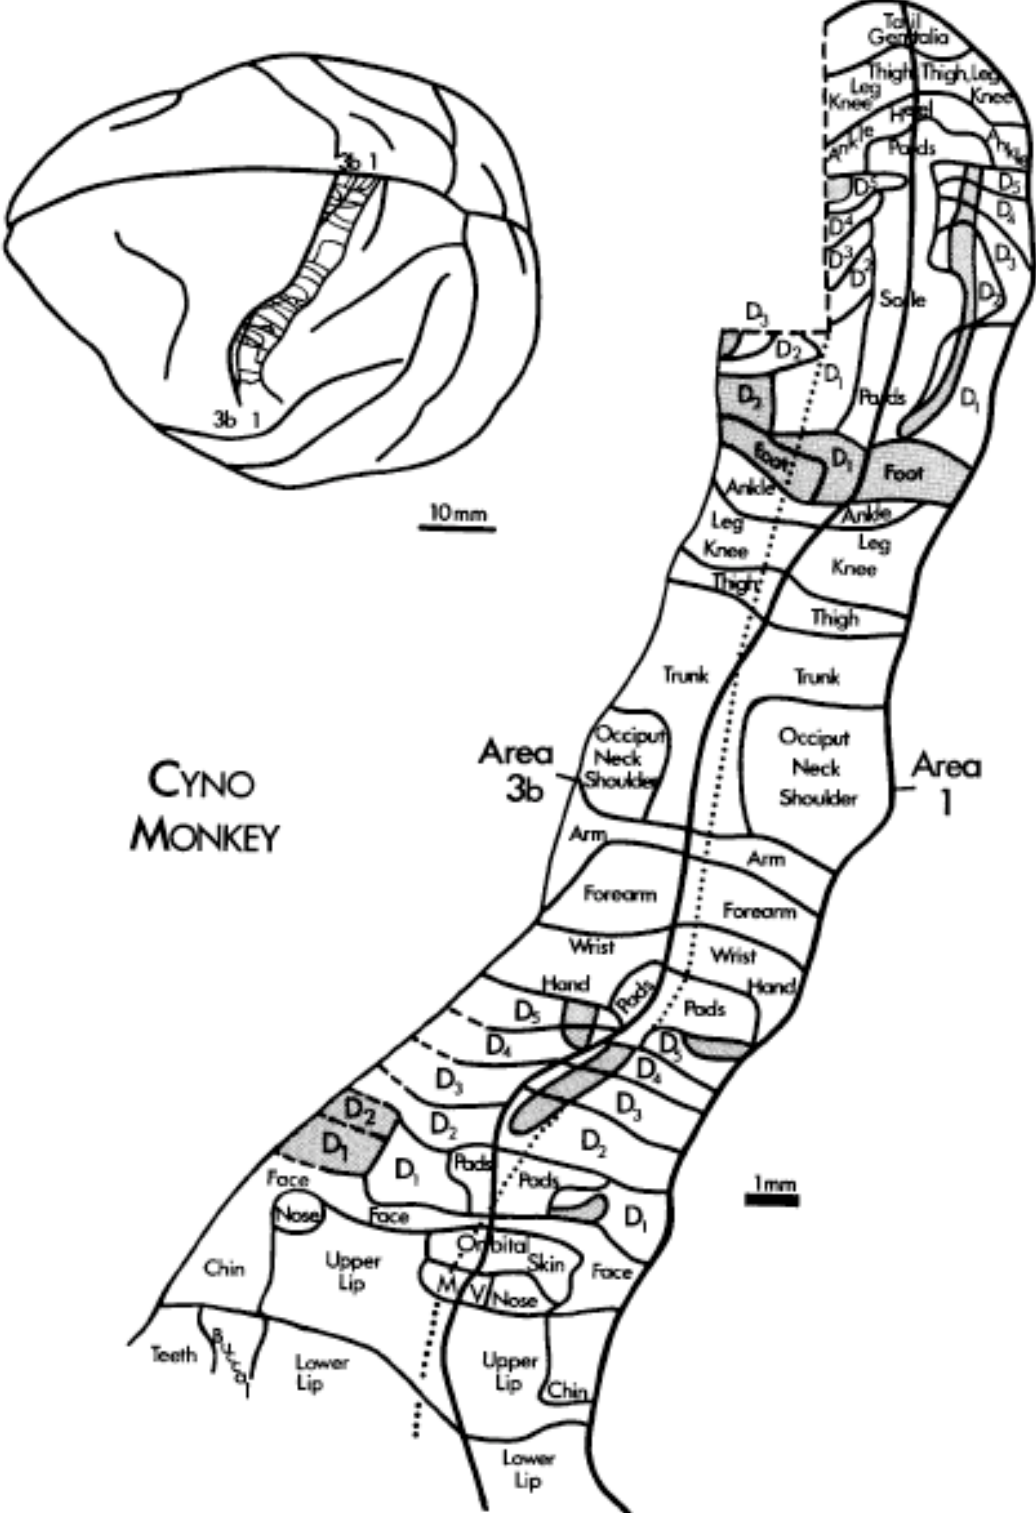 Tail
Genitalia
Thigh Thigh, Leg
Leg Knee
Knee Heel
Ankle Pads Ankle
D5 D5
D4 D4
D3 D3
D2 D2
Sole
D3
D2
D1 Pads D1
D2
Foot D1 Foot
Ankle Ankle
Leg Leg
Knee Knee
Thigh Thigh
Trunk Trunk
Occiput Occiput
Neck Neck
Shoulder Shoulder
Area Area
3b 1
Arm Arm
Forearm Forearm
Wrist Wrist
Hand Pads Pads Hand
D5 D5
D4 D4
D3 D3
D2 D2 D2
D1 D1 Pads Pads D1
Face
Nose Face
Orbital
Skin Face
Chin Upper
Lip
M V Nose
Teeth Buccal Lower
Lip
Upper
Lip Chin
Lower
Lip
3b 1
3b 1
10 mm
CYNO
MONKEY
1 mm